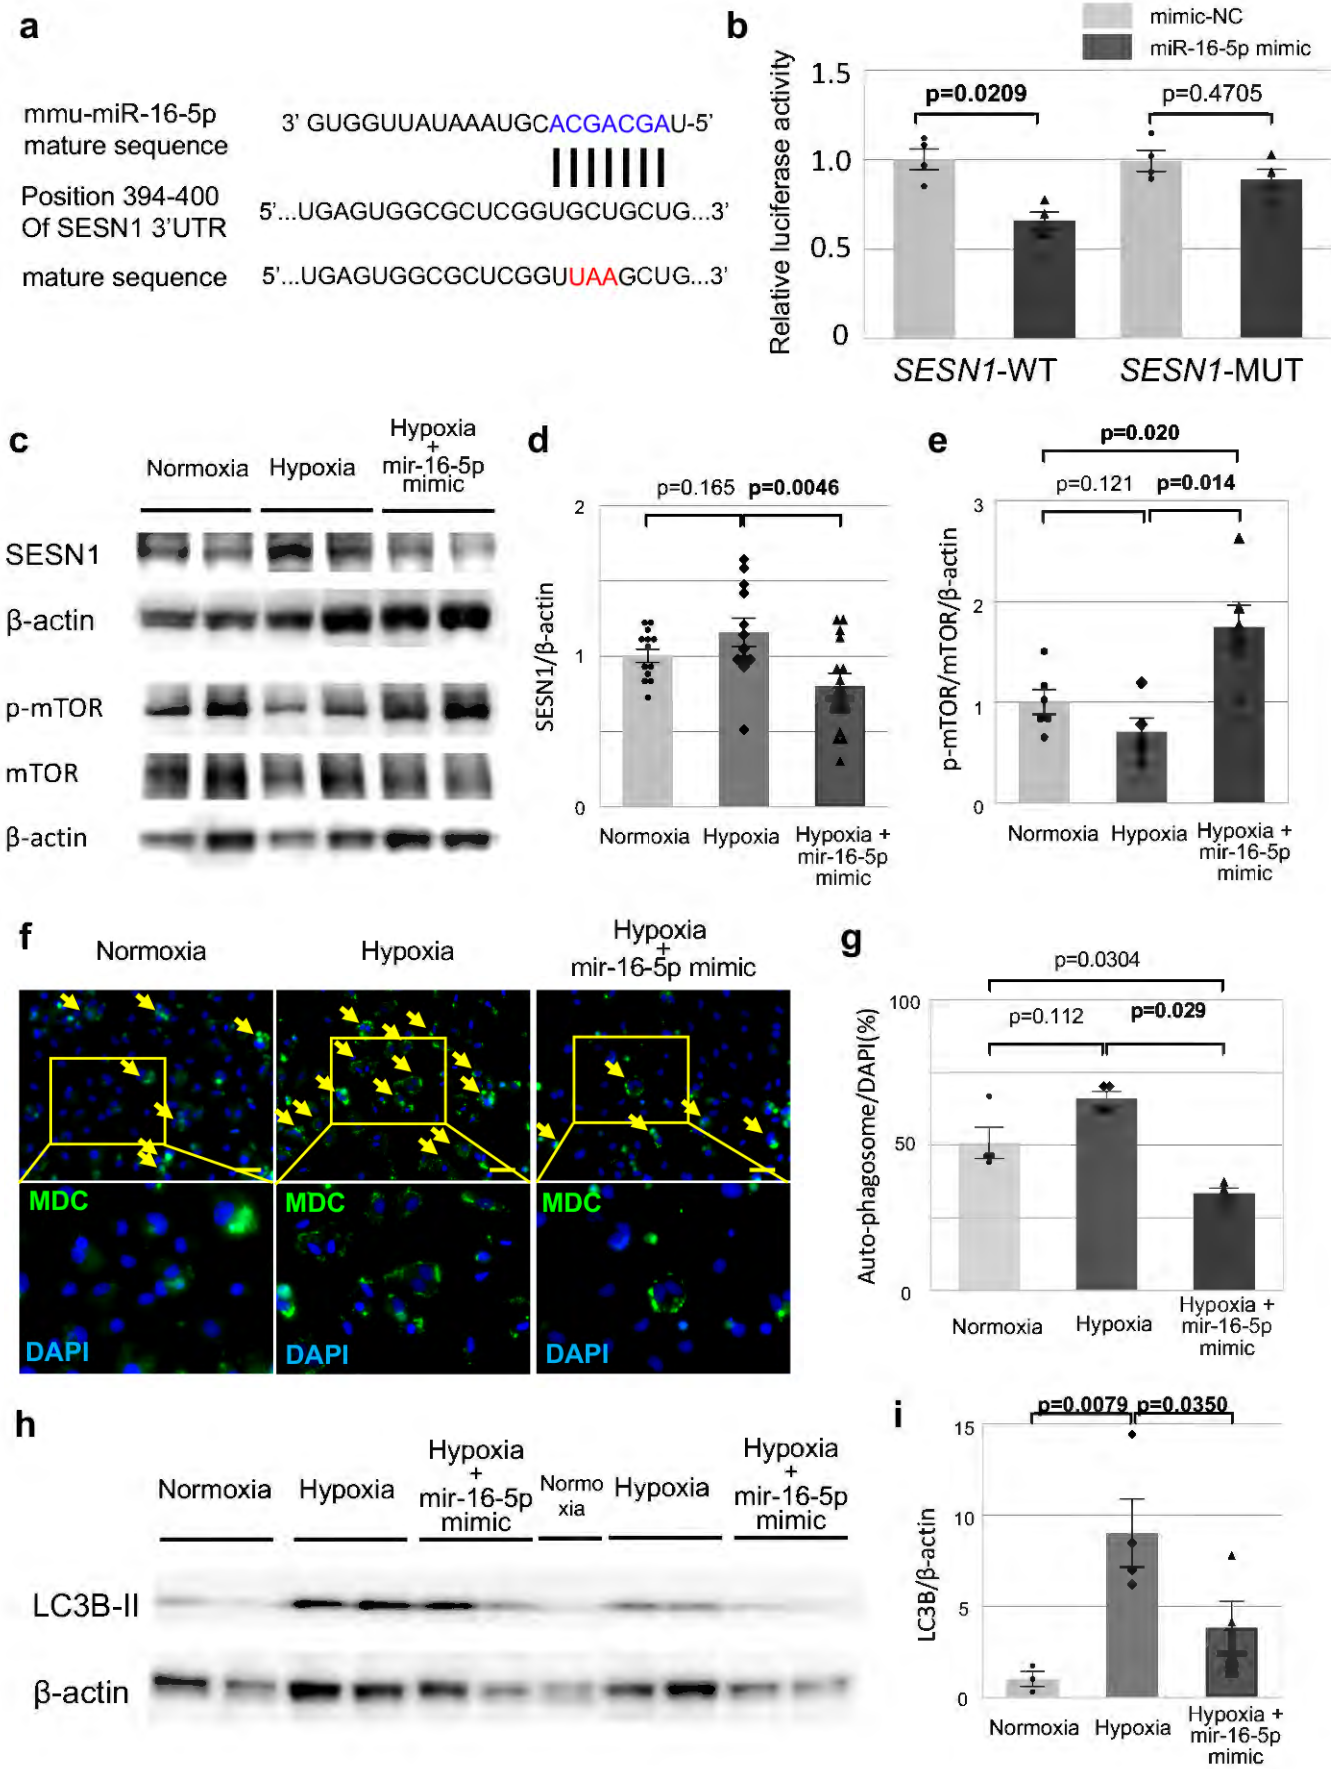 a
mmu-miR-16-5p
mature sequence
3' GUGGUUAUAAAUGCACGACGAU-5'
Position 394-400
Of SESN1 3'UTR
5'...UGAGUGGCGCUCGGUGCUGCUG...3'
mature sequence
5'...UGAGUGGCGCUCGGUUAAGCUG...3'
b
mimic-NC
miR-16-5p mimic
Relative luciferase activity
1.5
1.0
0.5
0
p=0.0209
p=0.4705
SESN1-WT
SESN1-MUT
c
Normoxia
Hypoxia
Hypoxia
+
mir-16-5p
mimic
SESN1
β-actin
p-mTOR
mTOR
β-actin
d
SESN1/β-actin
2
1
0
p=0.165
p=0.0046
Normoxia
Hypoxia
Hypoxia +
mir-16-5p
mimic
e
p-mTOR/mTOR/β-actin
3
2
1
0
p=0.020
p=0.121
p=0.014
Normoxia
Hypoxia
Hypoxia +
mir-16-5p
mimic
f
Normoxia
Hypoxia
Hypoxia
+
mir-16-5p mimic
MDC
MDC
MDC
DAPI
DAPI
DAPI
g
Auto-phagosome/DAPI(%)
100
50
0
p=0.0304
p=0.112
p=0.029
Normoxia
Hypoxia
Hypoxia +
mir-16-5p
mimic
h
Normoxia
Hypoxia
Hypoxia
+
mir-16-5p
mimic
Normo
xia
Hypoxia
Hypoxia
+
mir-16-5p
mimic
LC3B-II
β-actin
i
LC3B/β-actin
15
10
5
0
p=0.0079
p=0.0350
Normoxia
Hypoxia
Hypoxia +
mir-16-5p
mimic